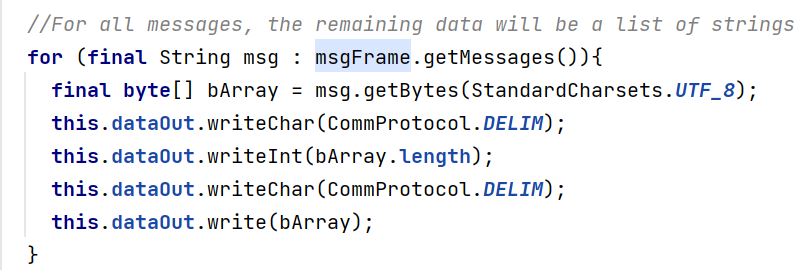 //For all messages, the remaining data will be a list of strings
for (final String msg : msgFrame.getMessages()){
final byte[] bArray = msg.getBytes(StandardCharsets.UTF_8);
this.dataOut.writeChar(CommProtocol.DELIM);
this.dataOut.writeInt(bArray.length);
this.dataOut.writeChar(CommProtocol.DELIM);
this.dataOut.write(bArray);
}